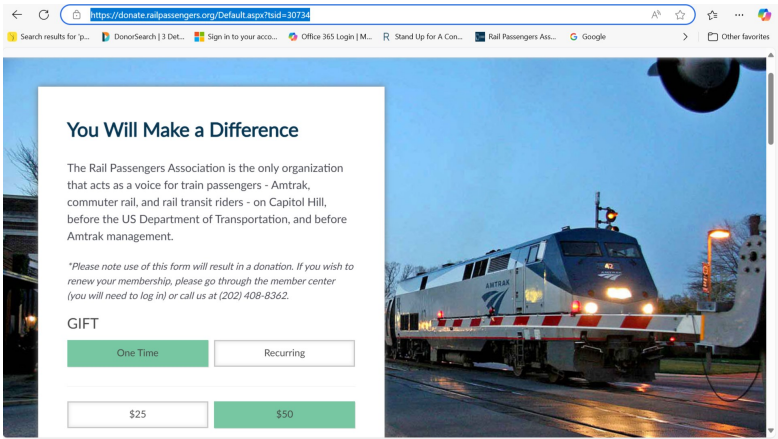 https://donate.railpassengers.org/Default.aspx?tsid=30734
Search results for 'p...
DonorSearch | 3 Det...
Sign in to your acco...
Office 365 Login | M...
R Stand Up for A Con...
Rail Passengers Ass...
G Google
Other favorites
You Will Make a Difference
The Rail Passengers Association is the only organization
that acts as a voice for train passengers - Amtrak,
commuter rail, and rail transit riders - on Capitol Hill,
before the US Department of Transportation, and before
Amtrak management.
*Please note use of this form will result in a donation. If you wish to
renew your membership, please go through the member center
(you will need to log in) or call us at (202) 408-8362.
GIFT
One Time
Recurring
$25
$50
42
AMTRAK